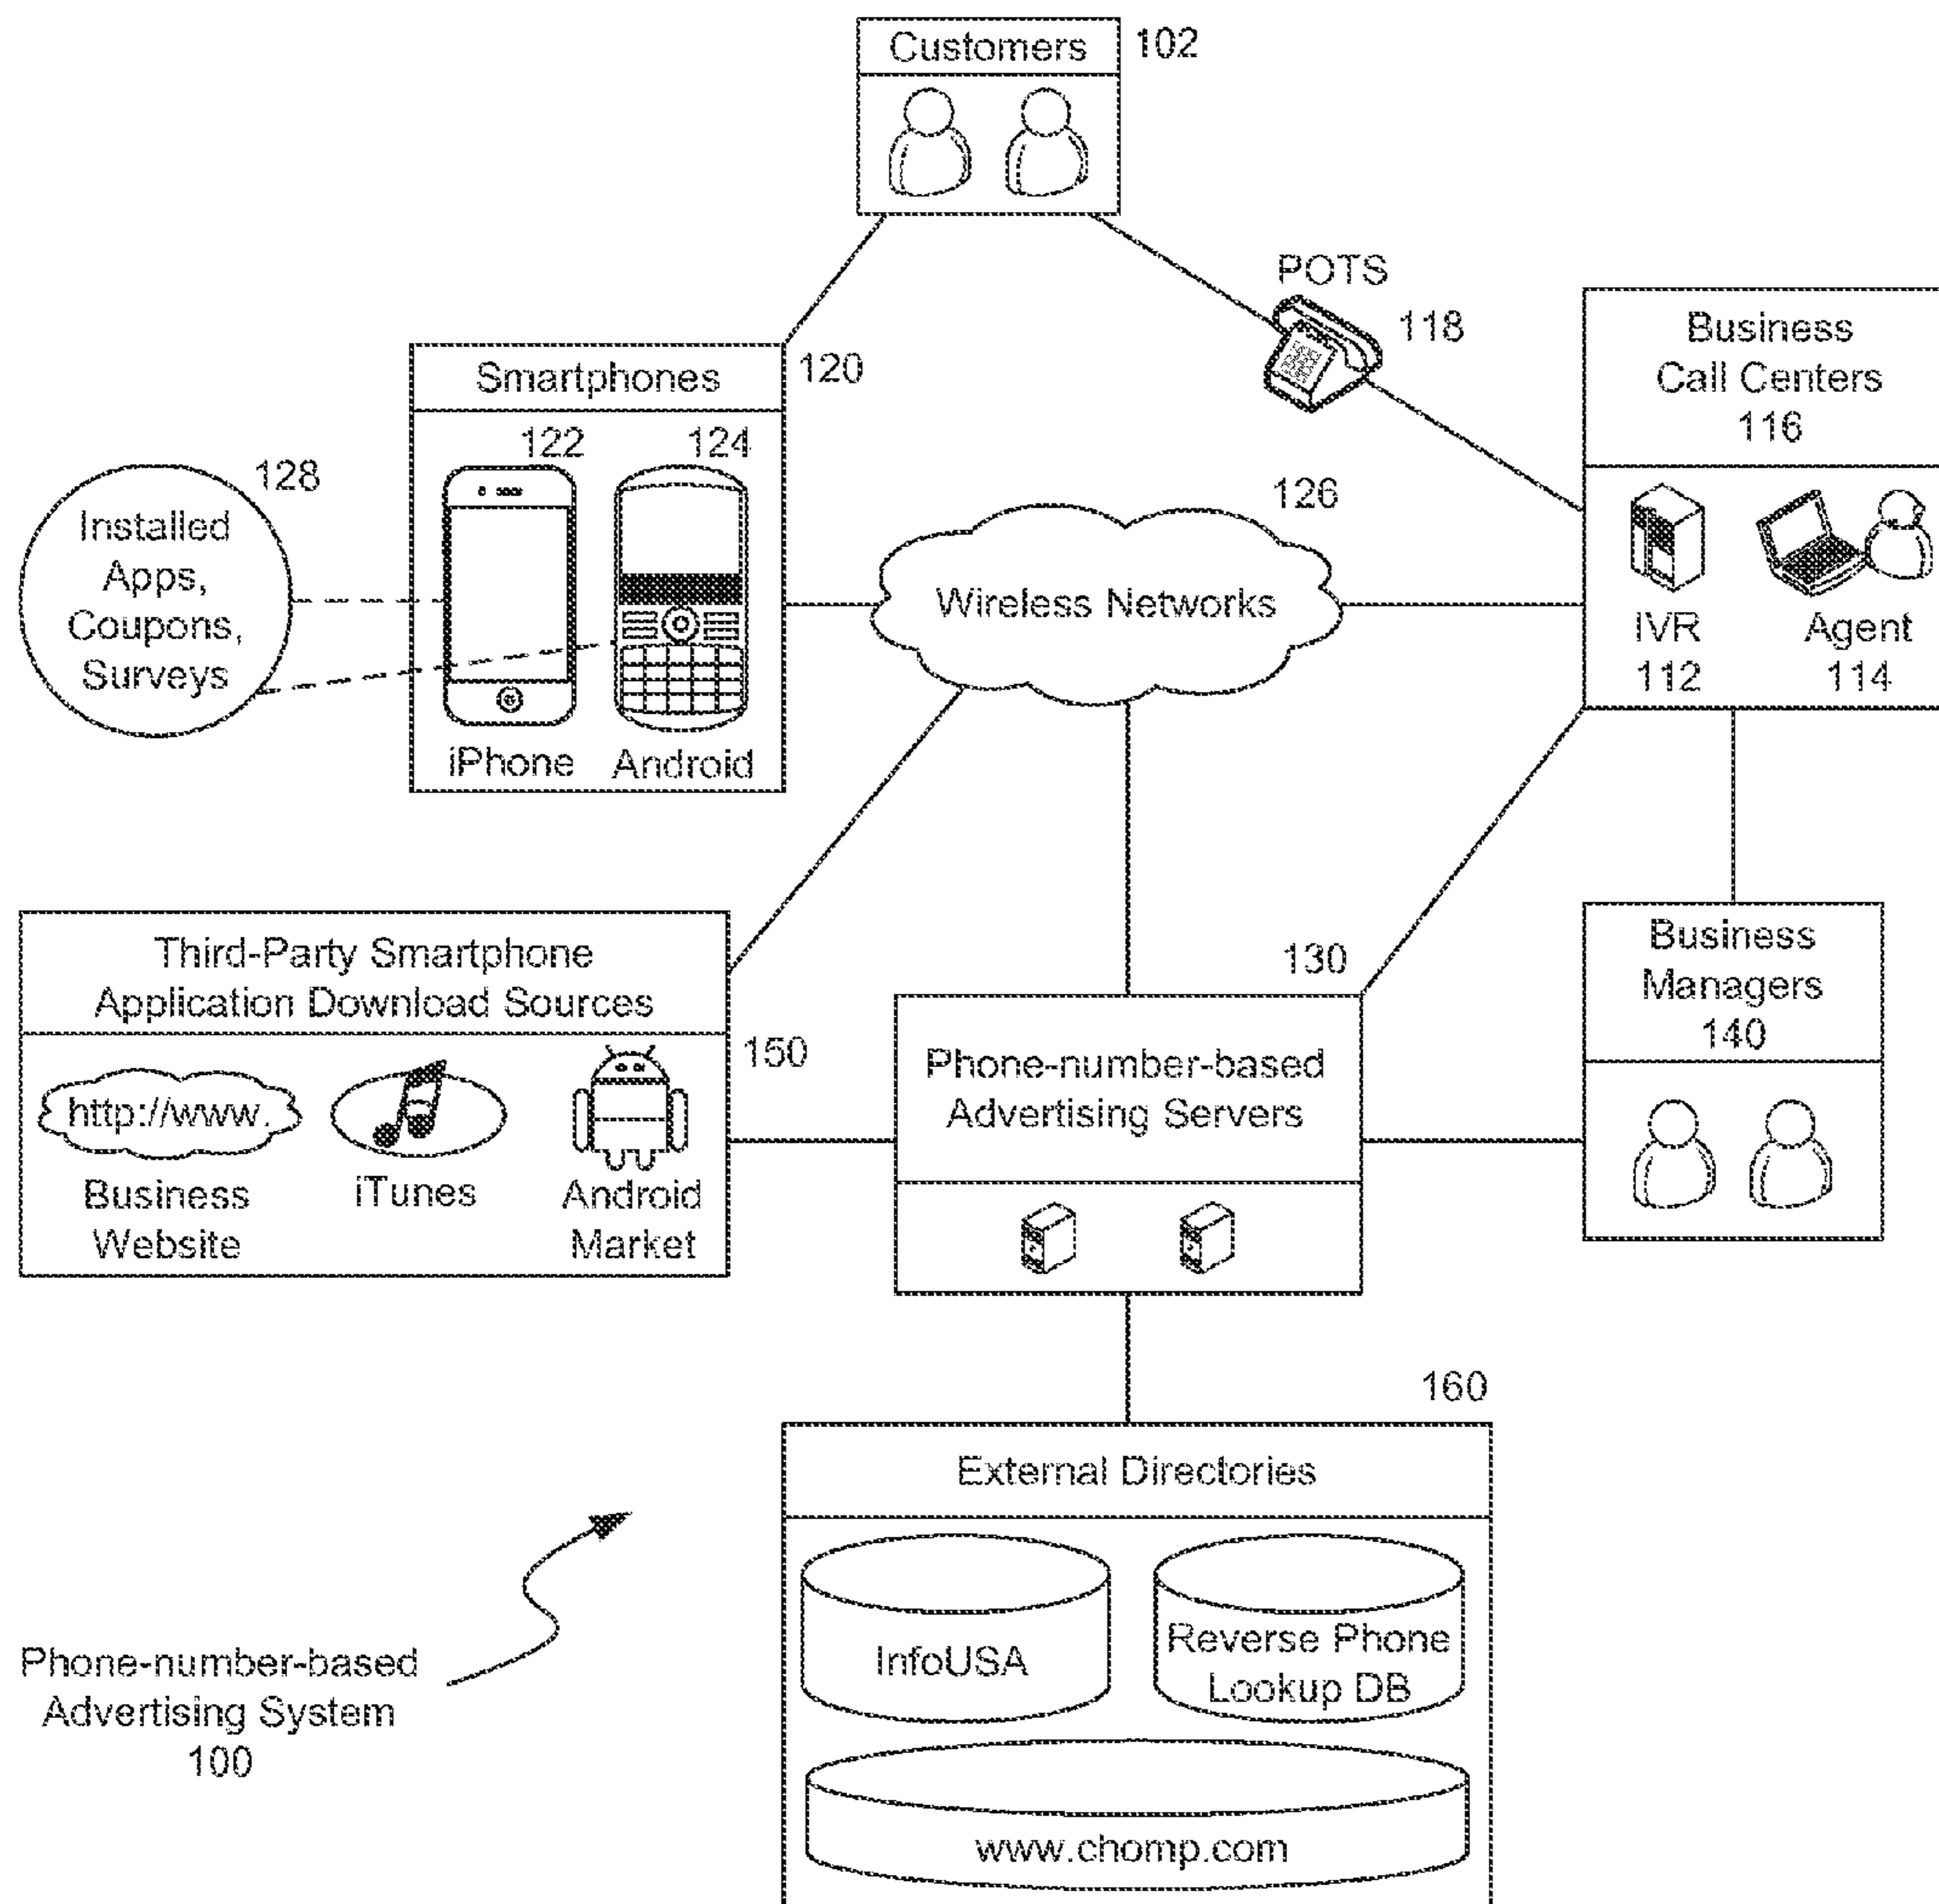 Customers
102
POTS
118
Business
Call Centers
116
IVR
112
Agent
114
Smartphones
120
122
124
iPhone
Android
128
Installed
Apps,
Coupons,
Surveys
126
Wireless Networks
Third-Party Smartphone
Application Download Sources
150
http://www.
Business
Website
iTunes
Android
Market
130
Phone-number-based
Advertising Servers
Business
Managers
140
160
External Directories
InfoUSA
Reverse Phone
Lookup DB
www.chomp.com
Phone-number-based
Advertising System
100